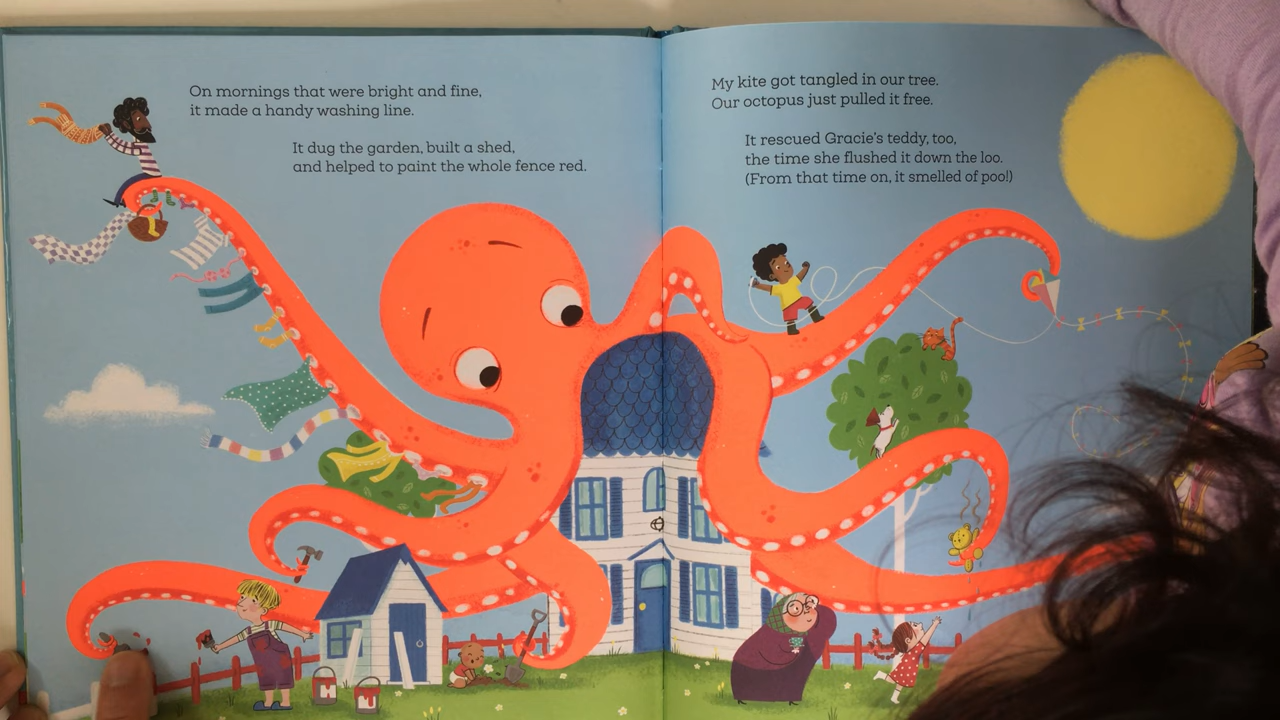 On mornings that were bright and fine,
it made a handy washing line.
It dug the garden, built a shed,
and helped to paint the whole fence red.
My kite got tangled in our tree.
Our octopus just pulled it free.
It rescued Gracie's teddy, too,
the time she flushed it down the loo.
(From that time on, it smelled of poo!)